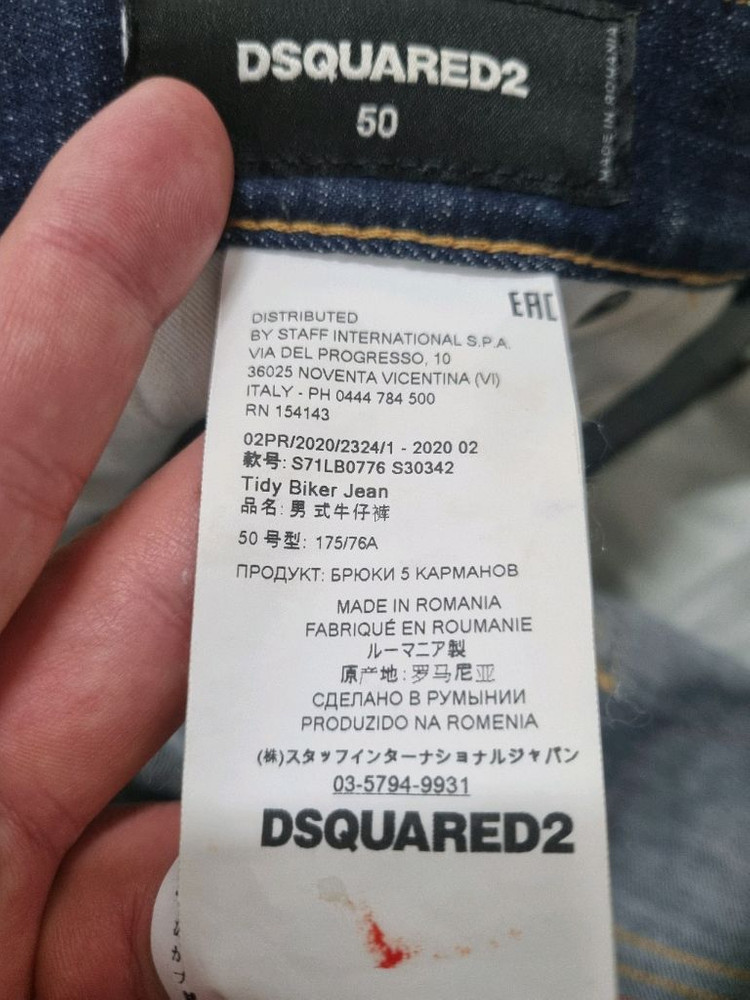 DSQUARED2
50
MADE IN ROMANIA
EAC
DISTRIBUTED
BY STAFF INTERNATIONAL S.P.A.
VIA DEL PROGRESSO, 10
36025 NOVENTA VICENTINA (VI)
ITALY - PH 0444 784 500
RN 154143
02PR/2020/2324/1 - 2020 02
款号: S71LB0776 S30342
Tidy Biker Jean
品名: 男 式牛仔裤
50 号型: 175/76A
ПРОДУКТ: БРЮКИ 5 КАРМАНОВ
MADE IN ROMANIA
FABRIQUÉ EN ROUMANIE
ルーマニア製
原产地:罗马尼亚
СДЕЛАНО В РУМЫНИИ
PRODUZIDO NA ROMENIA
(株)スタッフインターナショナルジャパン
03-5794-9931
DSQUARED2